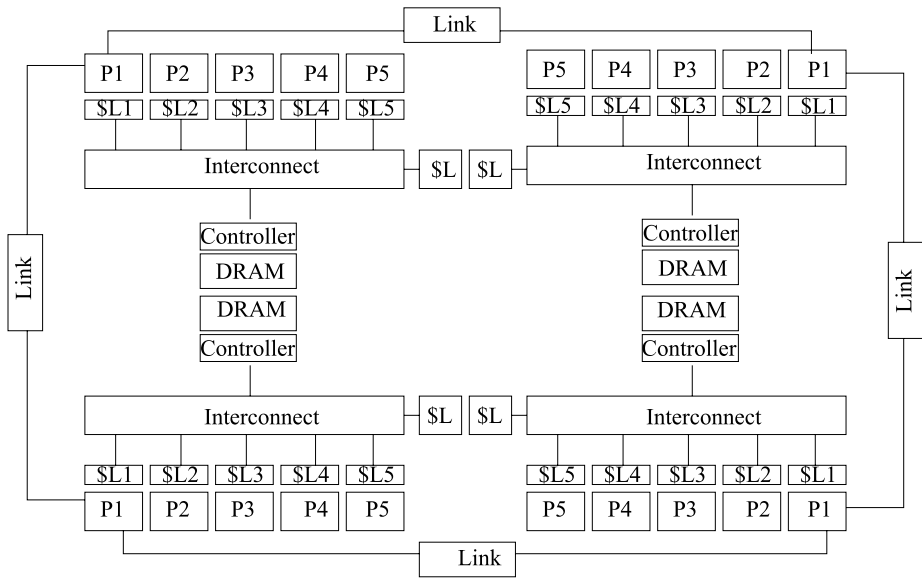 Link
P1 P2 P3 P4 P5 P5 P4 P3 P2 P1
$L1 $L2 $L3 $L4 $L5 $L5 $L4 $L3 $L2 $L1
Interconnect $L $L Interconnect
Controller Controller
DRAM DRAM
Link Link
DRAM DRAM
Controller Controller
Interconnect $L $L Interconnect
$L1 $L2 $L3 $L4 $L5 $L5 $L4 $L3 $L2 $L1
P1 P2 P3 P4 P5 P5 P4 P3 P2 P1
Link